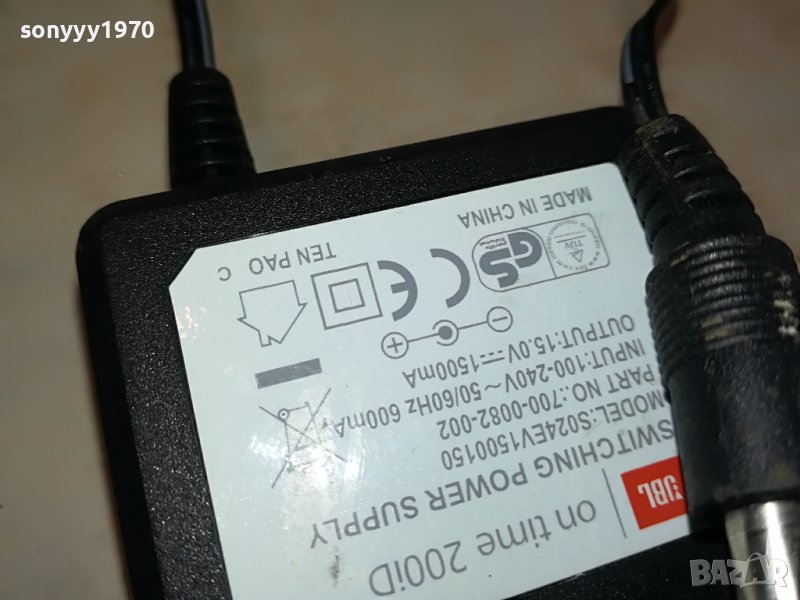 sonyyy1970
JBL
on time 200iD
SWITCHING POWER SUPPLY
MODEL:S024EV1500150
PART NO.:700-0082-002
INPUT:100-240V~50/60Hz 600mA
OUTPUT:15.0V⎓1500mA
TEN PAO C
MADE IN CHINA
CE
GS
TÜV
BAZAR